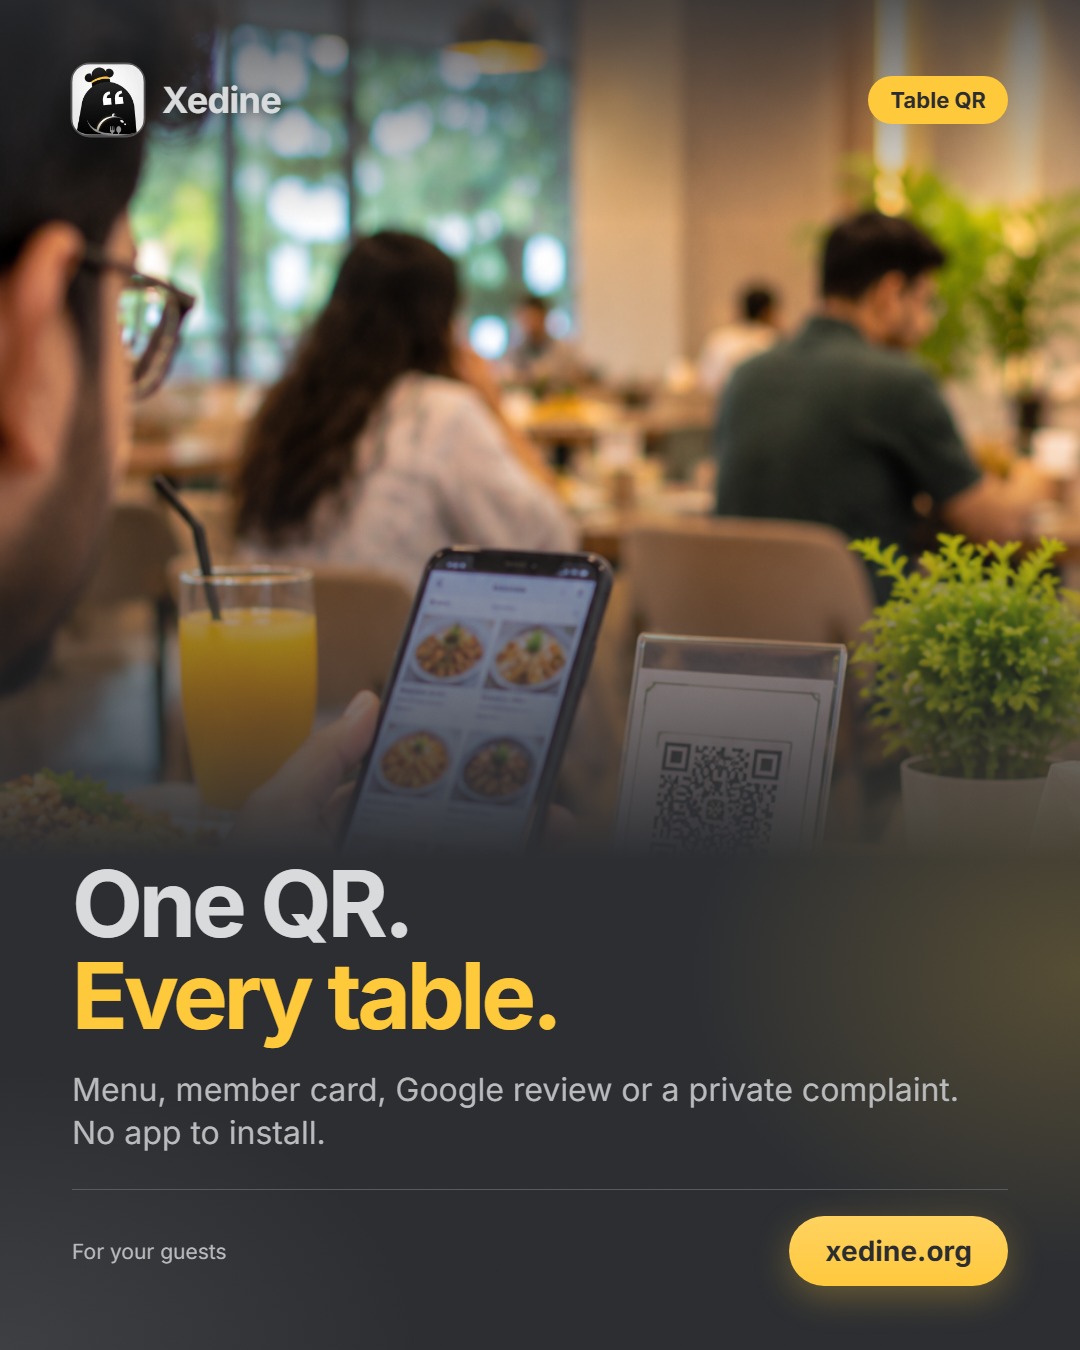 Xedine
Table QR
One QR.
Every table.
Menu, member card, Google review or a private complaint.
No app to install.
For your guests
xedine.org